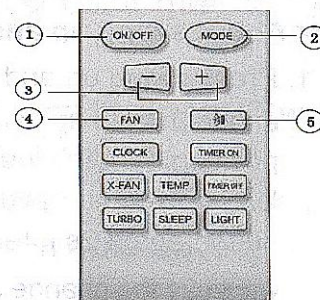 1 ON/OFF MODE 2
3 − +
4 FAN 5
CLOCK TIMER ON
X-FAN TEMP TIMER OFF
TURBO SLEEP LIGHT